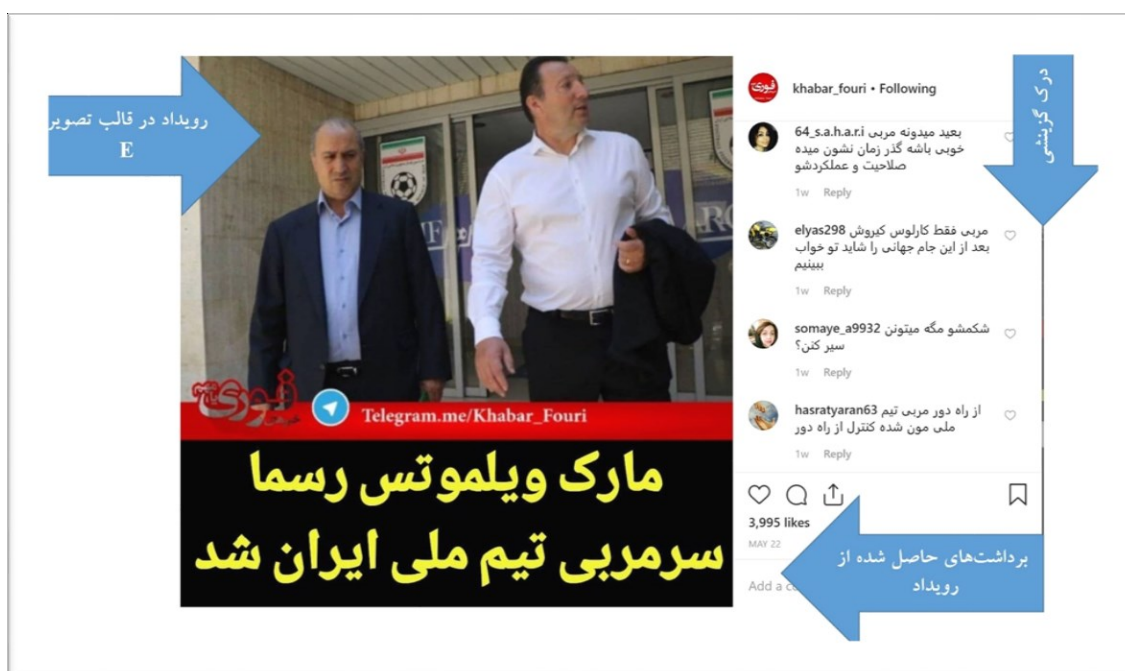 رویداد در قالب تصویر
E
Telegram.me/Khabar_Fouri
مارک ویلموتس رسما
سرمربی تیم ملی ایران شد
درک گزینشی
فوری
khabar_fouri • Following
64_s.a.h.a.r.i بعید میدونه مربی
خوبی باشه گذر زمان نشون میده
صلاحیت و عملکردشو
1w Reply
elyas298 مربی فقط کارلوس کیروش
بعد از این جام جهانی را شاید تو خواب
ببینیم
1w Reply
somaye_a9932 شکمشو مگه میتونن
سیر کنن؟
1w Reply
hasratyaran63 از راه دور مربی تیم
ملی مون شده کنترل از راه دور
1w Reply
3,995 likes
MAY 22
Add a c
برداشت‌های حاصل شده از
رویداد